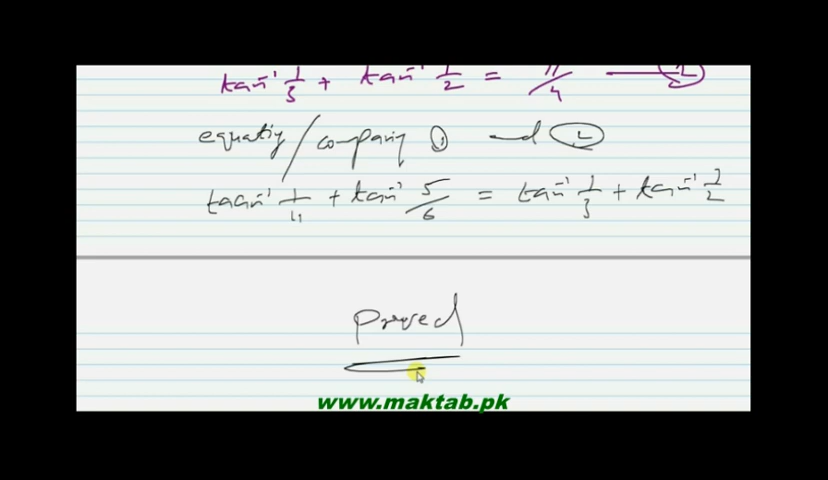 tan⁻¹ 1/3 + tan⁻¹ 1/2 = π/4 —— ②
equating/comparing ① and ②
tan⁻¹ 1/11 + tan⁻¹ 5/6 = tan⁻¹ 1/3 + tan⁻¹ 1/2
Proved
www.maktab.pk